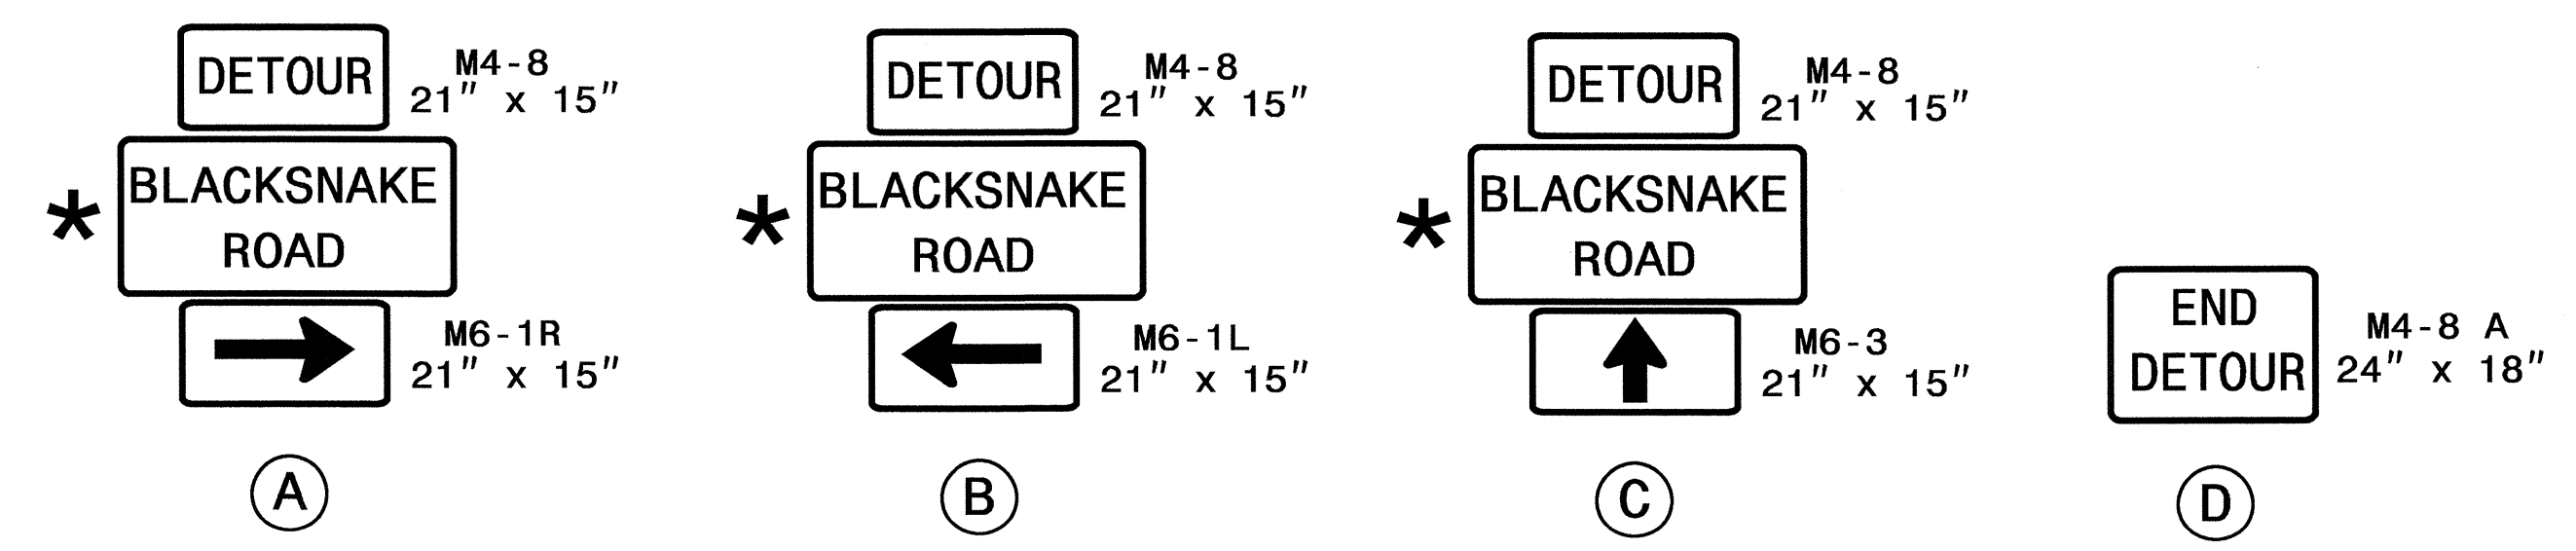 DETOUR
M4-8
21" x 15"
*
BLACKSNAKE
ROAD
M6-1R
21" x 15"
A
DETOUR
M4-8
21" x 15"
*
BLACKSNAKE
ROAD
M6-1L
21" x 15"
B
DETOUR
M4-8
21" x 15"
*
BLACKSNAKE
ROAD
M6-3
21" x 15"
C
END
DETOUR
M4-8 A
24" x 18"
D